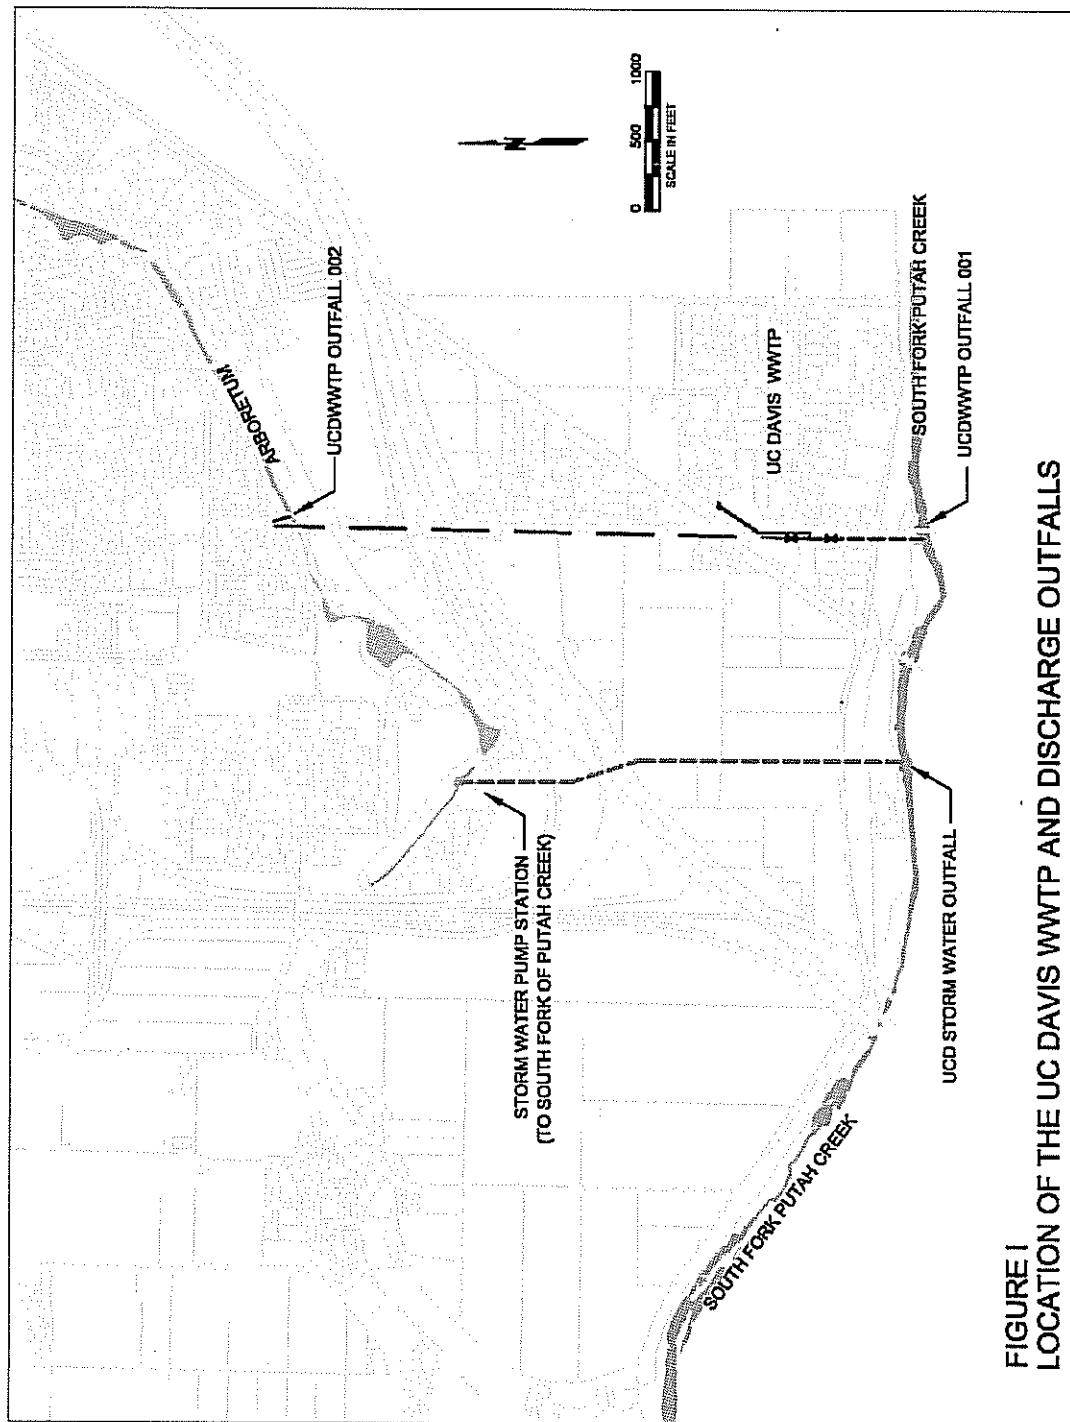 ARBORETUM
UCDWWTP OUTFALL 002
N
0 500 1000
SCALE IN FEET
STORM WATER PUMP STATION
(TO SOUTH FORK OF PUTAH CREEK)
UC DAVIS WWTP
SOUTH FORK PUTAH CREEK
SOUTH FORK PUTAH CREEK
UCD STORM WATER OUTFALL
UCDWWTP OUTFALL 001
FIGURE I
LOCATION OF THE UC DAVIS WWTP AND DISCHARGE OUTFALLS